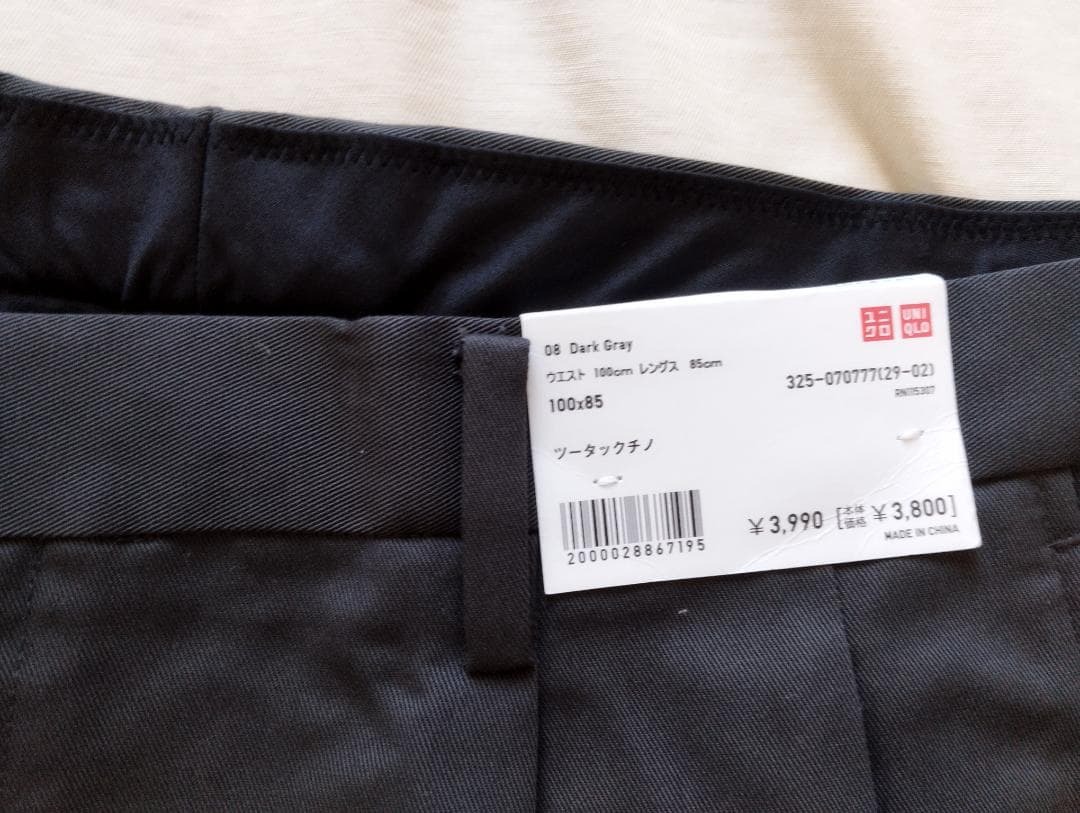 ユニクロ
UNIQLO
08 Dark Gray
ウエスト 100cm レングス 85cm
325-070777(29-02)
RN115307
100x85
ツータックチノ
¥3,990 [本体価格 ¥3,800]
MADE IN CHINA
2000028867195